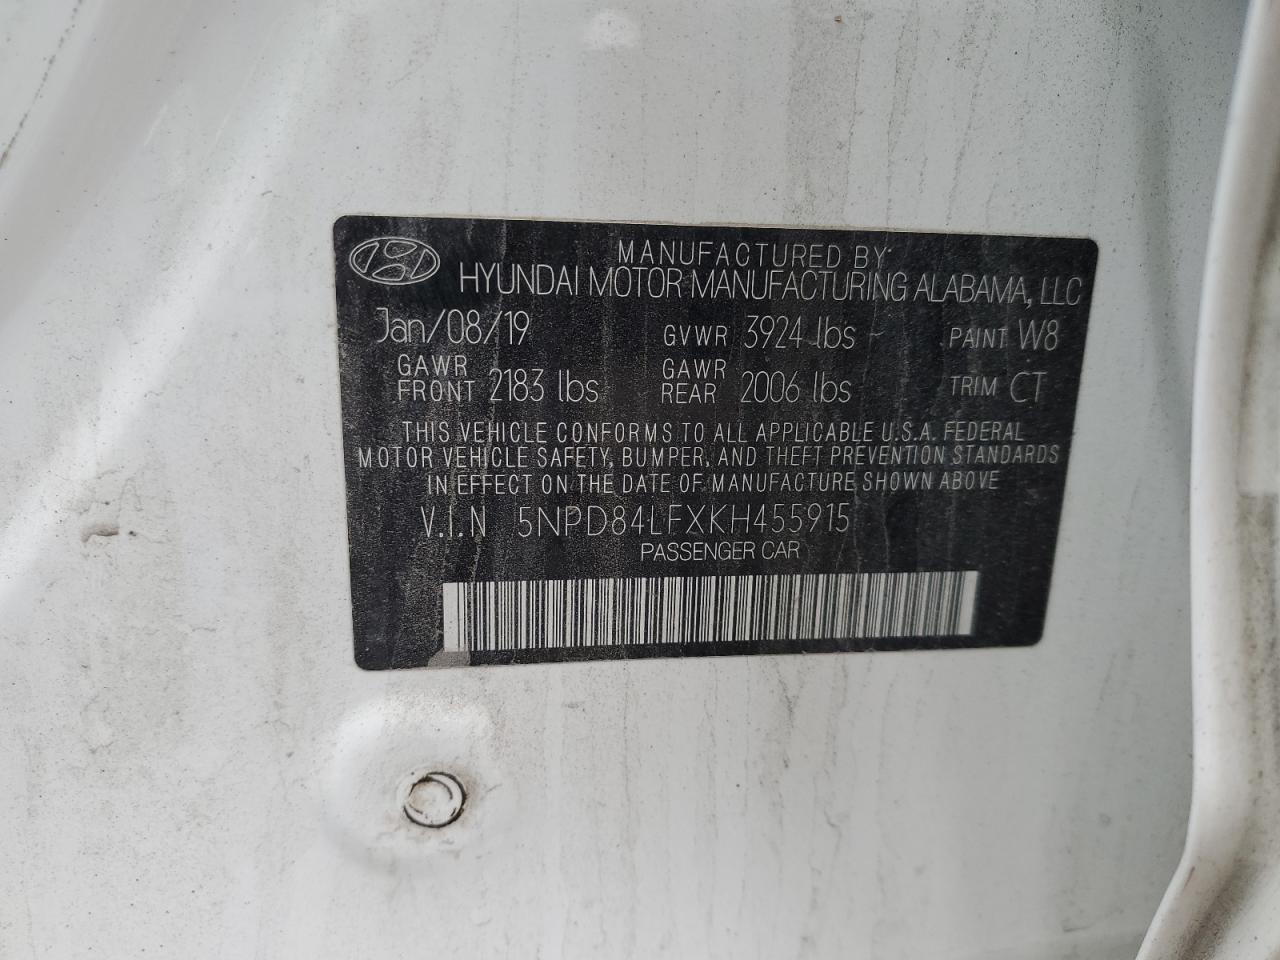 MANUFACTURED BY:
HYUNDAI MOTOR MANUFACTURING ALABAMA, LLC
Jan/08/19 GVWR 3924 lbs PAINT W8
GAWR FRONT 2183 lbs GAWR REAR 2006 lbs TRIM CT
THIS VEHICLE CONFORMS TO ALL APPLICABLE U.S.A. FEDERAL
MOTOR VEHICLE SAFETY, BUMPER, AND THEFT PREVENTION STANDARDS
IN EFFECT ON THE DATE OF MANUFACTURE SHOWN ABOVE
V.I.N 5NPD84LFXKH455915
PASSENGER CAR